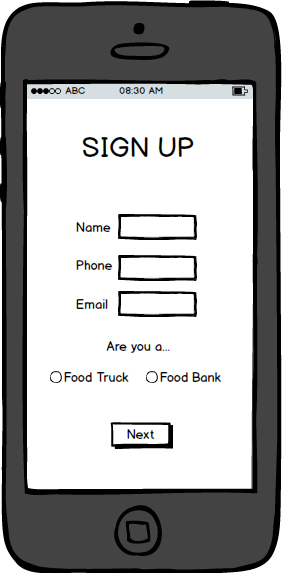 ABC 08:30 AM
SIGN UP
Name
Phone
Email
Are you a...
Food Truck Food Bank
Next